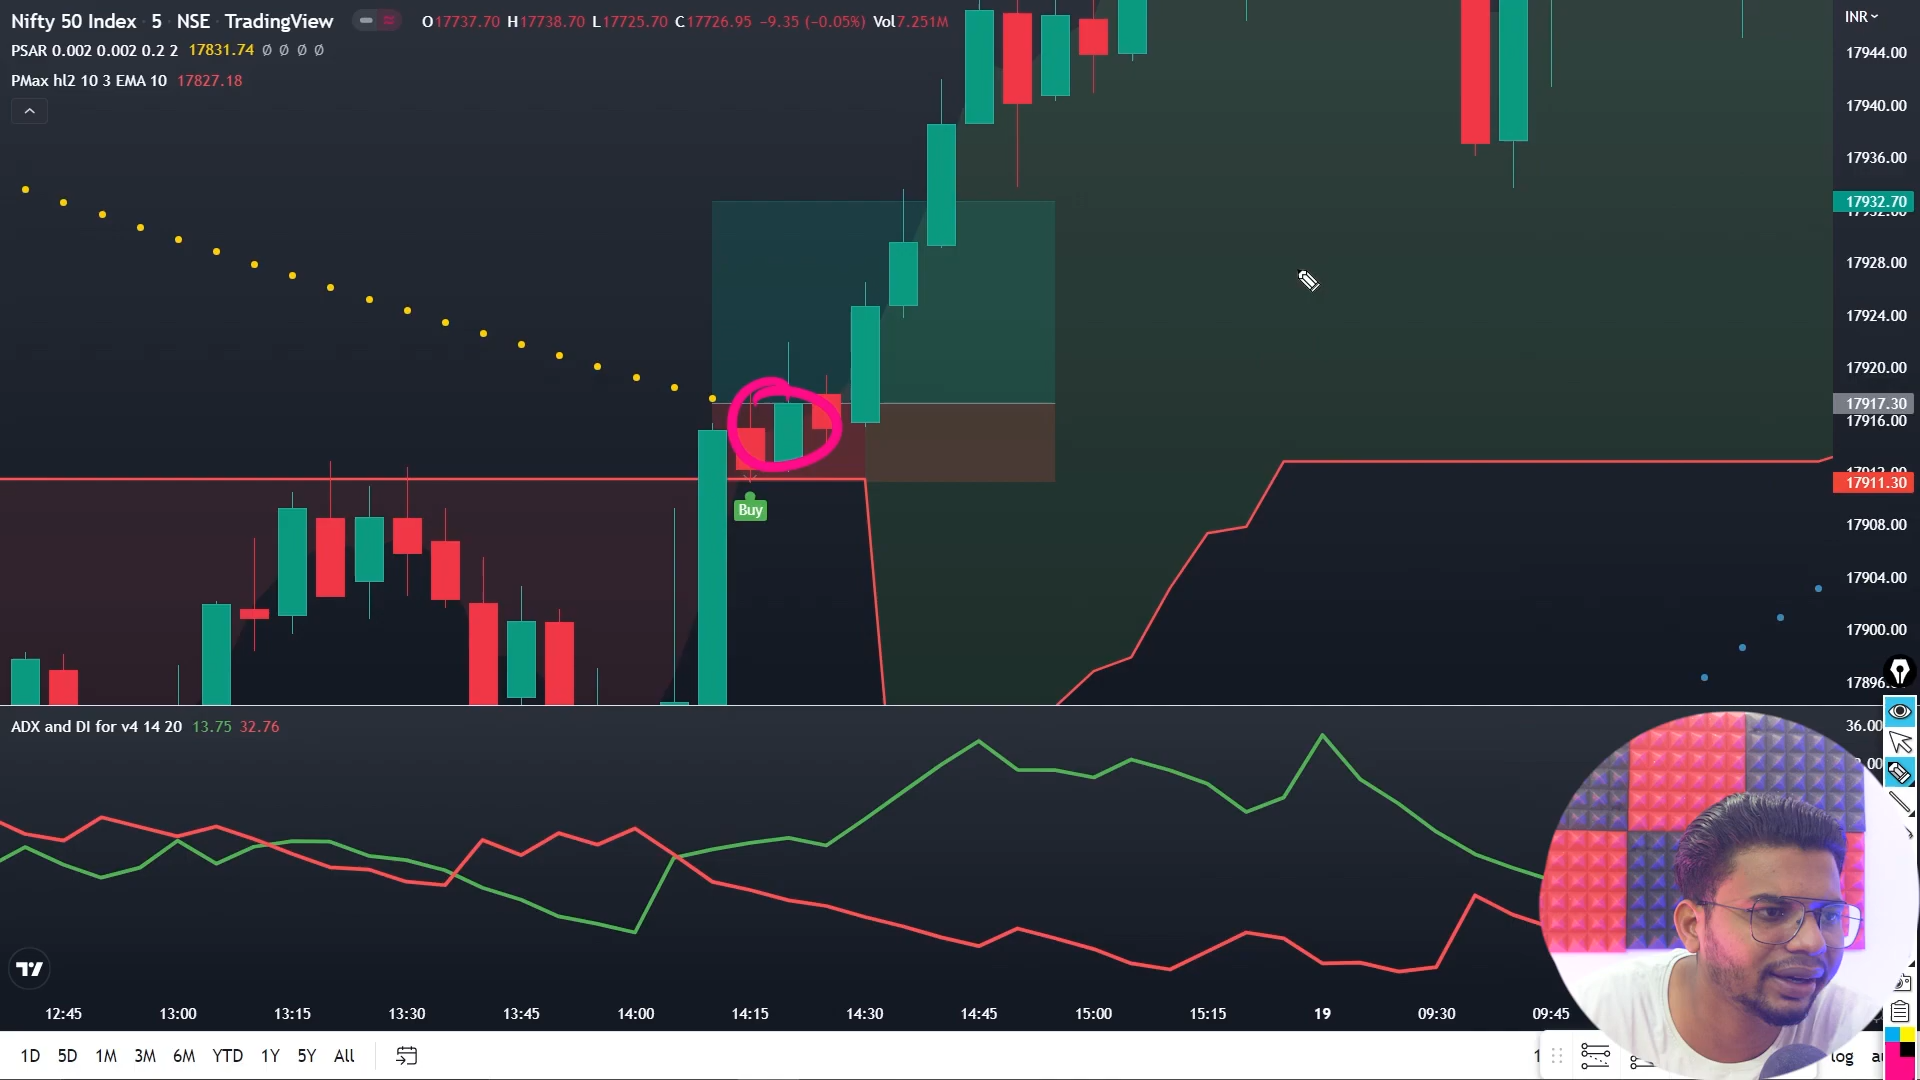 Nifty 50 Index · 5 · NSE · TradingView
O17737.70 H17738.70 L17725.70 C17726.95 −9.35 (−0.05%) Vol7.251M
PSAR 0.002 0.002 0.2 2 17831.74 ∅ ∅ ∅ ∅
PMax hl2 10 3 EMA 10 17827.18
INR
17944.00
17940.00
17936.00
17932.70
17928.00
17924.00
17920.00
17917.30
17916.00
17911.30
17908.00
17904.00
17900.00
Buy
ADX and DI for v4 14 20 13.75 32.76
36.00
12:45 13:00 13:15 13:30 13:45 14:00 14:15 14:30 14:45 15:00 15:15 19 09:30 09:45
1D 5D 1M 3M 6M YTD 1Y 5Y All
log